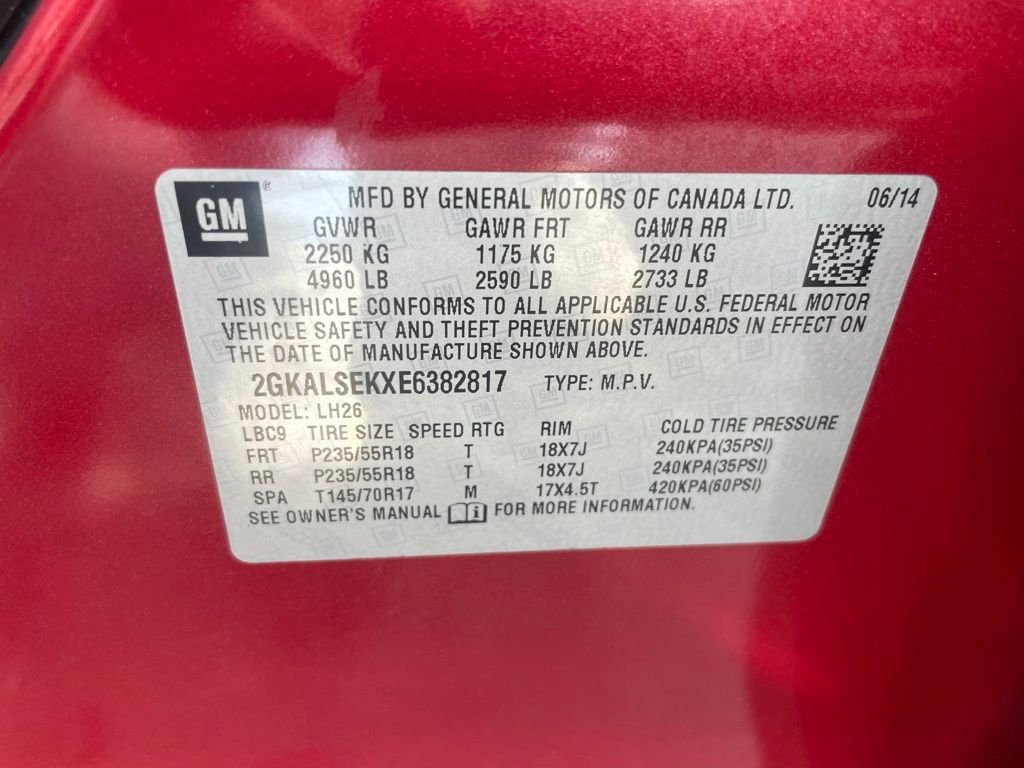 GM® MFD BY GENERAL MOTORS OF CANADA LTD. 06/14
GVWR GAWR FRT GAWR RR
2250 KG 1175 KG 1240 KG
4960 LB 2590 LB 2733 LB
THIS VEHICLE CONFORMS TO ALL APPLICABLE U.S. FEDERAL MOTOR
VEHICLE SAFETY AND THEFT PREVENTION STANDARDS IN EFFECT ON
THE DATE OF MANUFACTURE SHOWN ABOVE.
2GKALSEKXE6382817 TYPE: M.P.V.
MODEL: LH26
LBC9 TIRE SIZE SPEED RTG RIM COLD TIRE PRESSURE
FRT P235/55R18 T 18X7J 240KPA(35PSI)
RR P235/55R18 T 18X7J 240KPA(35PSI)
SPA T145/70R17 M 17X4.5T 420KPA(60PSI)
SEE OWNER'S MANUAL i FOR MORE INFORMATION.